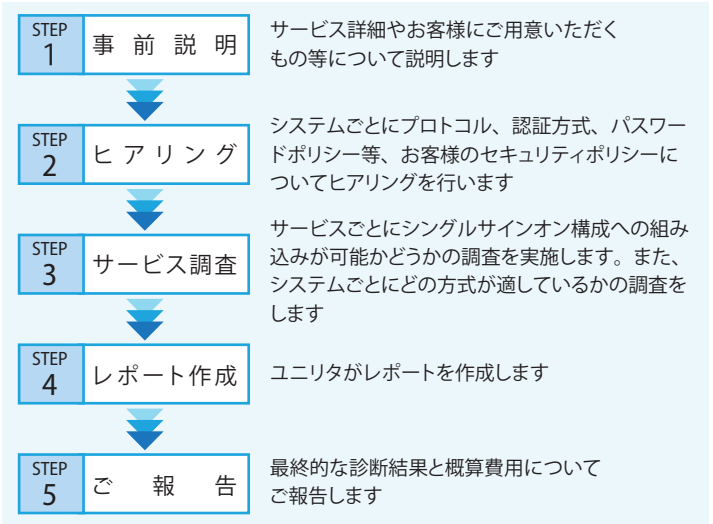 STEP
1
事前説明
サービス詳細やお客様にご用意いただく
もの等について説明します
STEP
2
ヒアリング
システムごとにプロトコル、認証方式、パスワー
ドポリシー等、お客様のセキュリティポリシーに
ついてヒアリングを行います
STEP
3
サービス調査
サービスごとにシングルサインオン構成への組み
込みが可能かどうかの調査を実施します。また、
システムごとにどの方式が適しているかの調査を
します
STEP
4
レポート作成
ユニリタがレポートを作成します
STEP
5
ご報告
最終的な診断結果と概算費用について
ご報告します